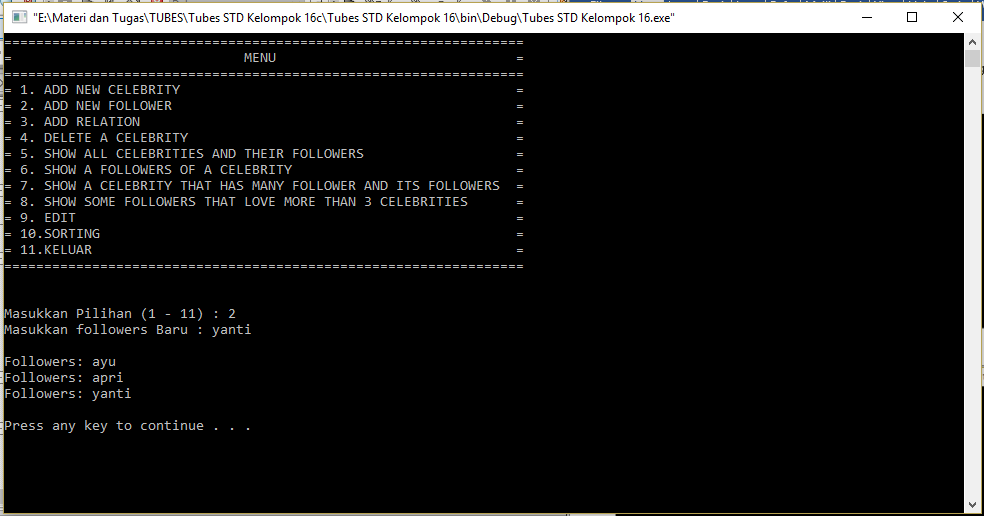 "E:\Materi dan Tugas\TUBES\Tubes STD Kelompok 16c\Tubes STD Kelompok 16\bin\Debug\Tubes STD Kelompok 16.exe"
=================================================================
=                             MENU                              =
=================================================================
= 1. ADD NEW CELEBRITY                                          =
= 2. ADD NEW FOLLOWER                                           =
= 3. ADD RELATION                                               =
= 4. DELETE A CELEBRITY                                         =
= 5. SHOW ALL CELEBRITIES AND THEIR FOLLOWERS                   =
= 6. SHOW A FOLLOWERS OF A CELEBRITY                            =
= 7. SHOW A CELEBRITY THAT HAS MANY FOLLOWER AND ITS FOLLOWERS  =
= 8. SHOW SOME FOLLOWERS THAT LOVE MORE THAN 3 CELEBRITIES      =
= 9. EDIT                                                       =
= 10.SORTING                                                    =
= 11.KELUAR                                                     =
=================================================================
Masukkan Pilihan (1 - 11) : 2
Masukkan followers Baru : yanti
Followers: ayu
Followers: apri
Followers: yanti
Press any key to continue . . .